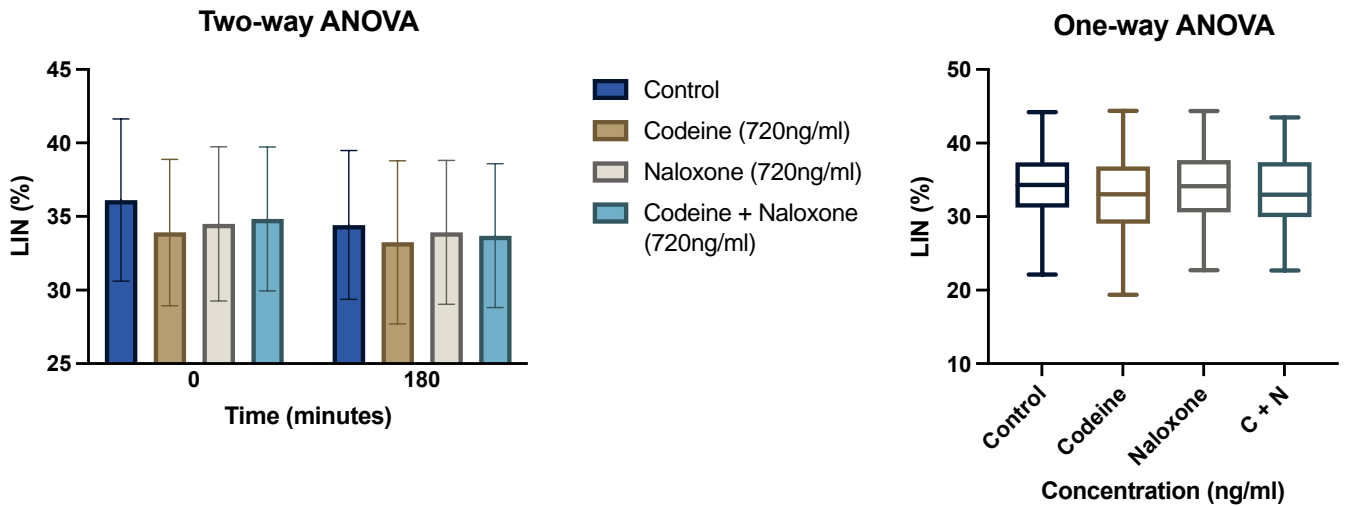 Two-way ANOVA
45
40
35
30
25
LIN (%)
0
180
Time (minutes)
Control
Codeine (720ng/ml)
Naloxone (720ng/ml)
Codeine + Naloxone
(720ng/ml)
One-way ANOVA
50
40
30
20
10
LIN (%)
Control
Codeine
Naloxone
C + N
Concentration (ng/ml)